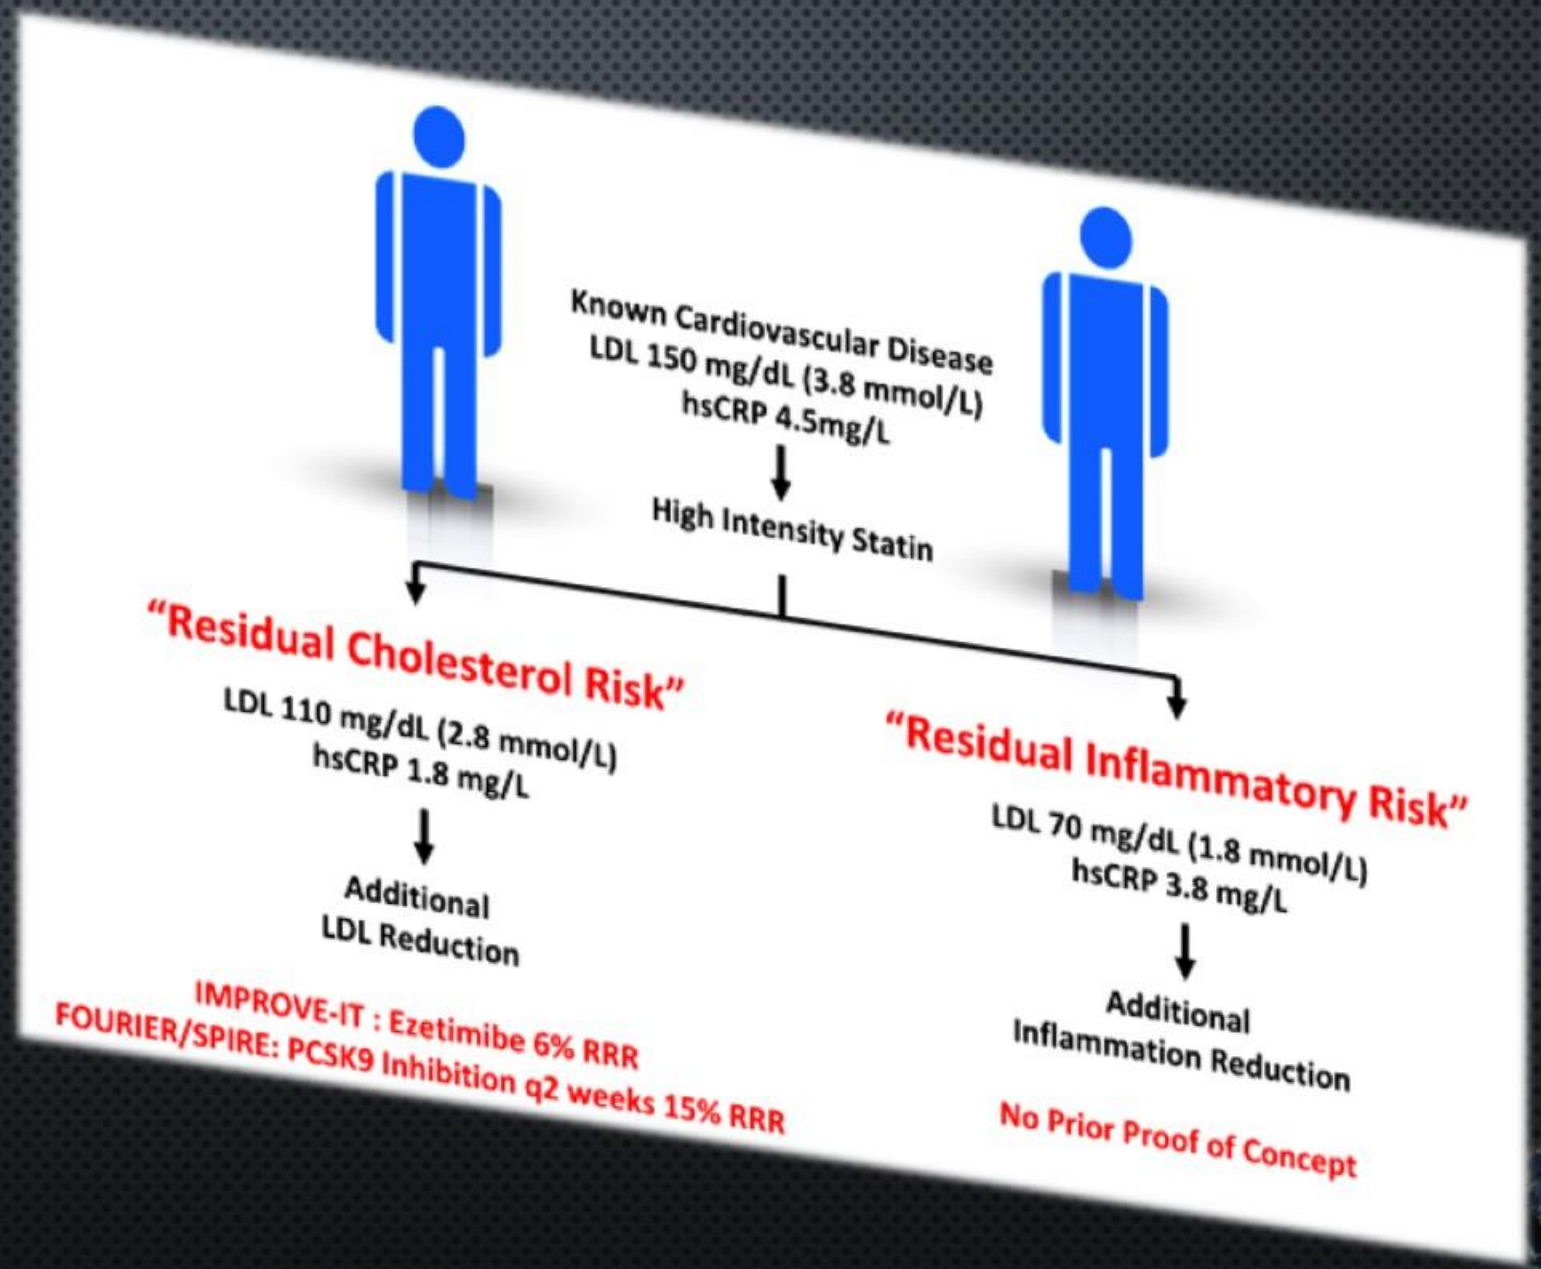 Known Cardiovascular Disease
LDL 150 mg/dL (3.8 mmol/L)
hsCRP 4.5mg/L
High Intensity Statin
“Residual Cholesterol Risk”
LDL 110 mg/dL (2.8 mmol/L)
hsCRP 1.8 mg/L
Additional
LDL Reduction
IMPROVE-IT : Ezetimibe 6% RRR
FOURIER/SPIRE: PCSK9 Inhibition q2 weeks 15% RRR
“Residual Inflammatory Risk”
LDL 70 mg/dL (1.8 mmol/L)
hsCRP 3.8 mg/L
Additional
Inflammation Reduction
No Prior Proof of Concept